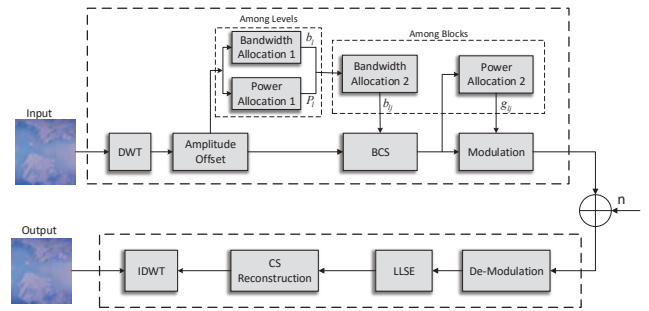 Among Levels
Bandwidth
Allocation 1
b_l
Power
Allocation 1
P_l
Among Blocks
Bandwidth
Allocation 2
b_lj
Power
Allocation 2
g_lj
Input
DWT
Amplitude
Offset
BCS
Modulation
n
Output
IDWT
CS
Reconstruction
LLSE
De-Modulation